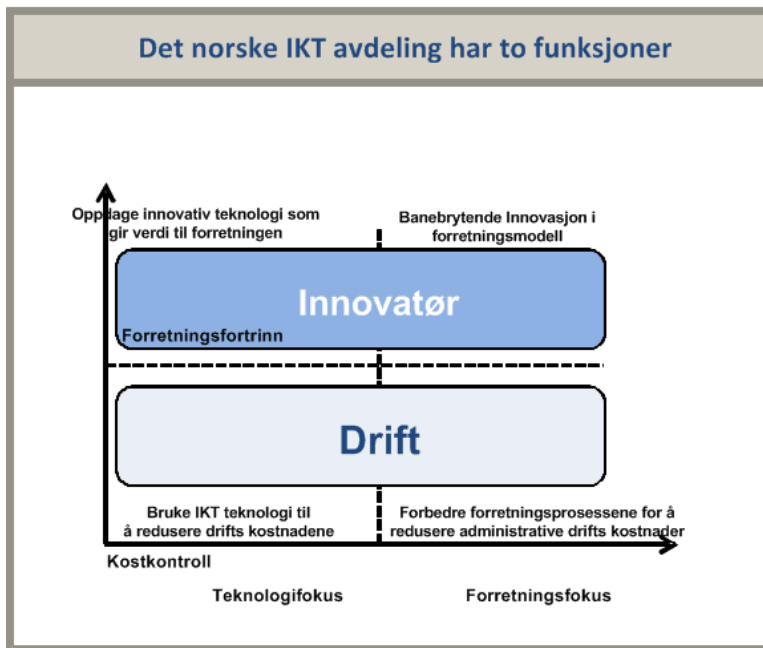 Det norske IKT avdeling har to funksjoner
Oppdage innovativ teknologi som
gir verdi til forretningen
Banebrytende Innovasjon i
forretningsmodell
Innovatør
Forretningsfortrinn
Drift
Bruke IKT teknologi til
å redusere drifts kostnadene
Forbedre forretningsprosessene for å
redusere administrative drifts kostnader
Kostkontroll
Teknologifokus
Forretningsfokus